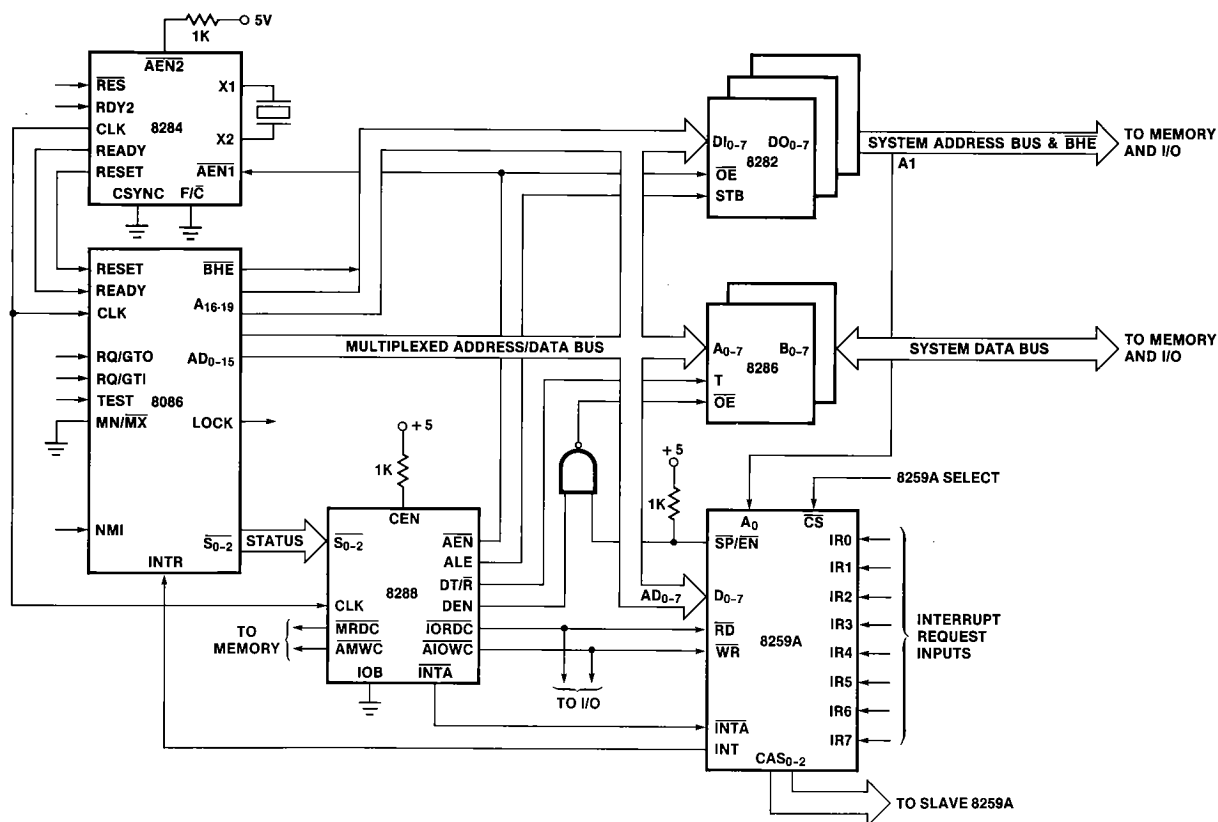 5V
1K
AEN2
RES
RDY2
CLK
READY
RESET
8284
X1
X2
AEN1
CSYNC F/C
DI0–7 DO0–7
8282
OE
STB
SYSTEM ADDRESS BUS & BHE
A1
TO MEMORY
AND I/O
RESET
READY
CLK
RQ/GTO
RQ/GTI
TEST
MN/MX
NMI
8086
BHE
A16-19
AD0-15
LOCK
S0–2
INTR
MULTIPLEXED ADDRESS/DATA BUS
A0–7 B0–7
8286
T
OE
SYSTEM DATA BUS
TO MEMORY
AND I/O
STATUS
+5
1K
CEN
S0–2
8288
CLK
MRDC
AMWC
IOB
AEN
ALE
DT/R
DEN
IORDC
AIOWC
INTA
TO
MEMORY
TO I/O
+5
1K
8259A SELECT
A0 CS
SP/EN
AD0–7
D0–7
RD
WR
8259A
INTA
INT
CAS0–2
IR0
IR1
IR2
IR3
IR4
IR5
IR6
IR7
INTERRUPT
REQUEST
INPUTS
TO SLAVE 8259A